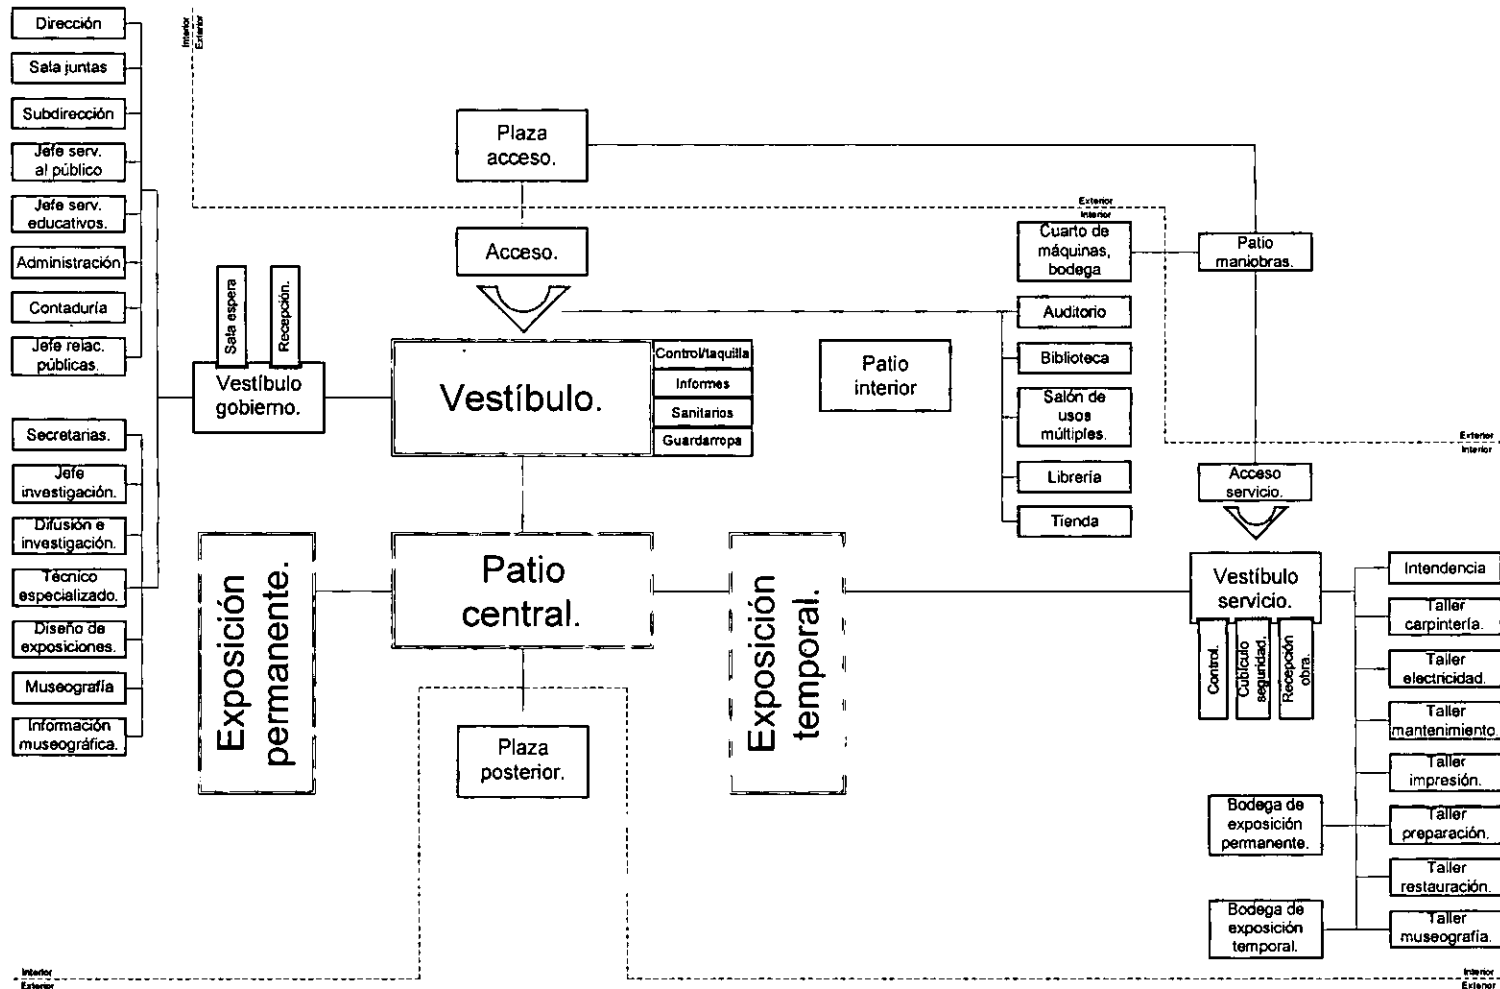 Dirección
Sala juntas
Subdirección
Jefe serv.
al público
Jefe serv.
educativos.
Administración
Contaduría
Jefe relac.
públicas.
Secretarias.
Jefe
investigación.
Difusión e
investigación.
Técnico
especializado.
Diseño de
exposiciones.
Museografía
Información
museográfica.
Interior
Exterior
Interior
Exterior
Sala espera
Recepción.
Vestíbulo
gobierno.
Plaza
acceso.
Acceso.
Vestíbulo.
Control/taquilla
Informes
Sanitarios
Guardarropa
Patio
interior
Exposición
permanente.
Patio
central.
Exposición
temporal.
Plaza
posterior.
Exterior
Interior
Cuarto de
máquinas,
bodega
Auditorio
Biblioteca
Salón de
usos
múltiples.
Librería
Tienda
Patio
maniobras.
Exterior
Interior
Acceso
servicio.
Vestíbulo
servicio.
Control.
Cubículo
seguridad.
Recepción
obra.
Intendencia
Taller
carpintería.
Taller
electricidad.
Taller
mantenimiento.
Taller
impresión.
Taller
preparación.
Taller
restauración.
Taller
museografía.
Bodega de
exposición
permanente.
Bodega de
exposición
temporal.
Interior
Exterior